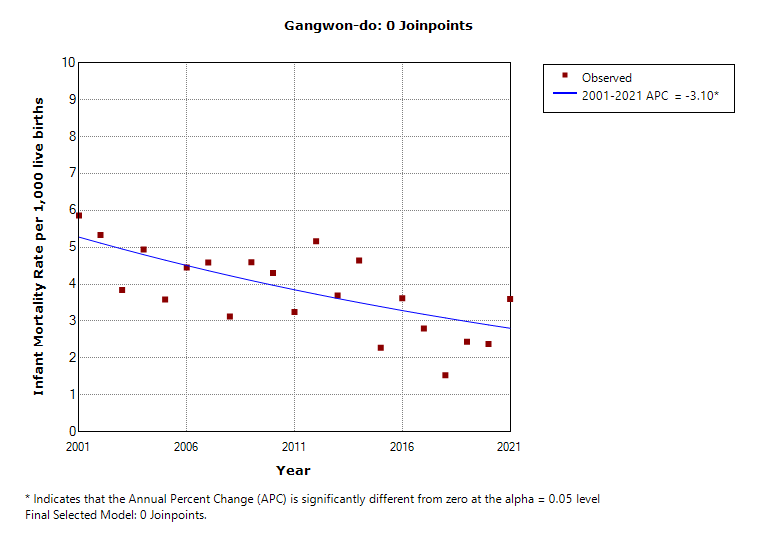 Gangwon-do: 0 Joinpoints
Infant Mortality Rate per 1,000 live births
10
9
8
7
6
5
4
3
2
1
0
2001 2006 2011 2016 2021
Year
Observed
2001-2021 APC = -3.10*
* Indicates that the Annual Percent Change (APC) is significantly different from zero at the alpha = 0.05 level
Final Selected Model: 0 Joinpoints.